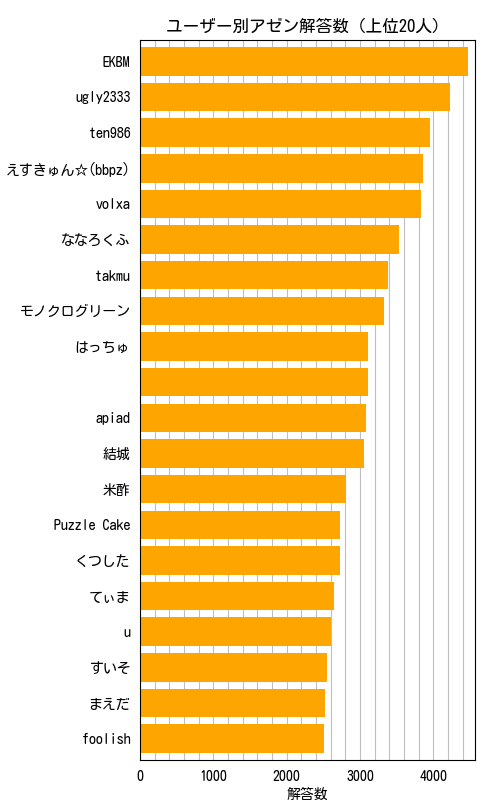 ユーザー別アゼン解答数 (上位20人)
EKBM
ugly2333
ten986
えすきゅん☆(bbpz)
volxa
ななろくふ
takmu
モノクログリーン
はっちゅ
apiad
結城
米酢
Puzzle Cake
くつした
てぃま
u
すいそ
まえだ
foolish
0 1000 2000 3000 4000
解答数